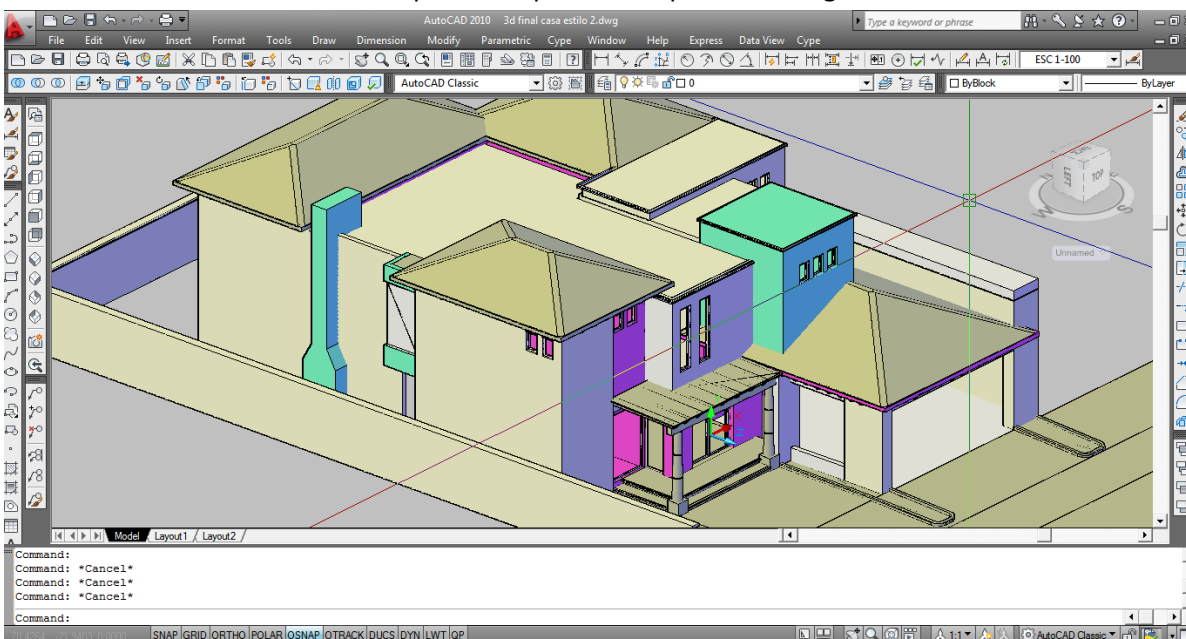 AutoCAD 2010 3d final casa estilo 2.dwg
Type a keyword or phrase
File Edit View Insert Format Tools Draw Dimension Modify Parametric Cype Window Help Express Data View Cype
ESC 1-100
AutoCAD Classic
0
ByBlock
ByLayer
LEFT
TOP
W
S
Unnamed
Model Layout1 Layout2
Command:
Command: *Cancel*
Command: *Cancel*
Command: *Cancel*
Command:
SNAP GRID ORTHO POLAR OSNAP OTRACK DUCS DYN LWT QP
1:1
AutoCAD Classic